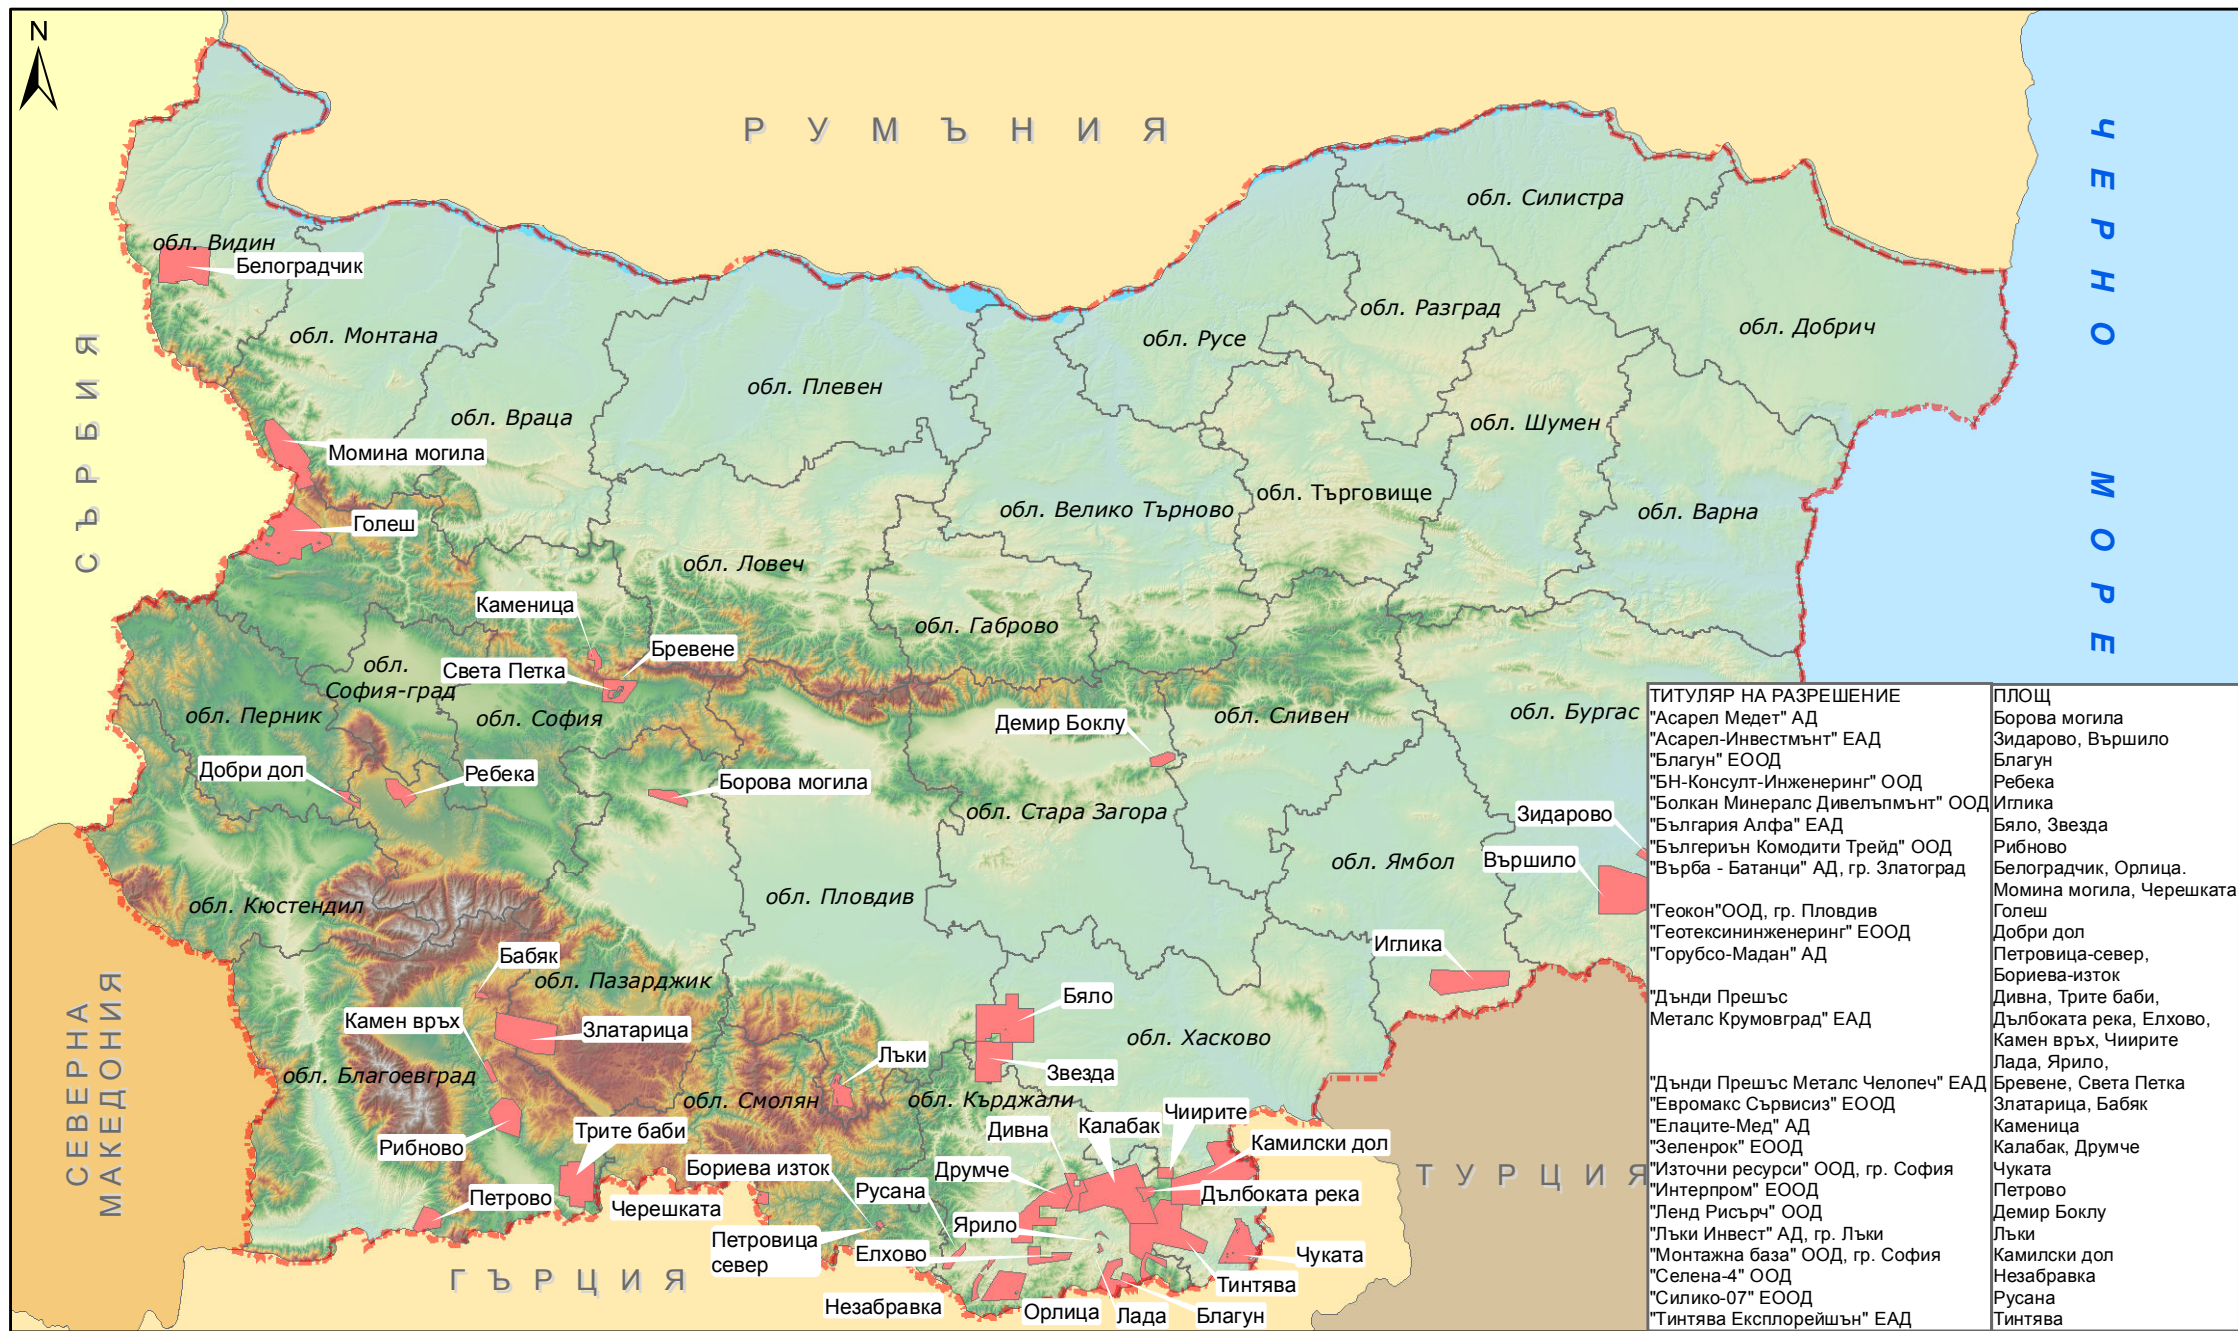 N
РУМЪНИЯ
ЧЕРНО МОРЕ
СЪРБИЯ
СЕВЕРНА
МАКЕДОНИЯ
ГЪРЦИЯ
ТУРЦИЯ
обл. Видин
Белоградчик
обл. Монтана
обл. Враца
обл. Плевен
обл. Русе
обл. Силистра
обл. Разград
обл. Добрич
обл. Шумен
обл. Варна
обл. Търговище
обл. Велико Търново
обл. Ловеч
обл. Габрово
Момина могила
Голеш
Каменица
Бревене
Света Петка
обл.
София-град
обл. Перник
обл. София
Демир Боклу
обл. Сливен
обл. Бургас
Добри дол
Ребека
Борова могила
обл. Стара Загора
Зидарово
Вършило
обл. Ямбол
обл. Кюстендил
обл. Пловдив
Иглика
Бабяк
обл. Пазарджик
Бяло
Камен връх
Златарица
обл. Хасково
Лъки
Звезда
обл. Благоевград
обл. Смолян
обл. Кърджали
Чиирите
Калабак
Дивна
Камилски дол
Рибново
Трите баби
Бориева изток
Друмче
Русана
Дълбоката река
Петрово
Черешката
Ярило
Петровица
север
Елхово
Чуката
Тинтява
Незабравка
Орлица
Лада
Благун
ТИТУЛЯР НА РАЗРЕШЕНИЕ ПЛОЩ
"Асарел Медет" АД Борова могила
"Асарел-Инвестмънт" ЕАД Зидарово, Вършило
"Благун" ЕООД Благун
"БН-Консулт-Инженеринг" ООД Ребека
"Болкан Минералс Дивелъпмънт" ООД Иглика
"България Алфа" ЕАД Бяло, Звезда
"Бългериън Комодити Трейд" ООД Рибново
"Върба - Батанци" АД, гр. Златоград Белоградчик, Орлица.
Момина могила, Черешката
"Геокон"ООД, гр. Пловдив Голеш
"Геотексининженеринг" ЕООД Добри дол
"Горубсо-Мадан" АД Петровица-север,
Бориева-изток
"Дънди Прешъс Дивна, Трите баби,
Металс Крумовград" ЕАД Дълбоката река, Елхово,
Камен връх, Чиирите
Лада, Ярило,
"Дънди Прешъс Металс Челопеч" ЕАД Бревене, Света Петка
"Евромакс Сървисиз" ЕООД Златарица, Бабяк
"Елаците-Мед" АД Каменица
"Зеленрок" ЕООД Калабак, Друмче
"Източни ресурси" ООД, гр. София Чуката
"Интерпром" ЕООД Петрово
"Ленд Рисърч" ООД Демир Боклу
"Лъки Инвест" АД, гр. Лъки Лъки
"Монтажна база" ООД, гр. София Камилски дол
"Селена-4" ООД Незабравка
"Силико-07" ЕООД Русана
"Тинтява Експлорейшън" ЕАД Тинтява